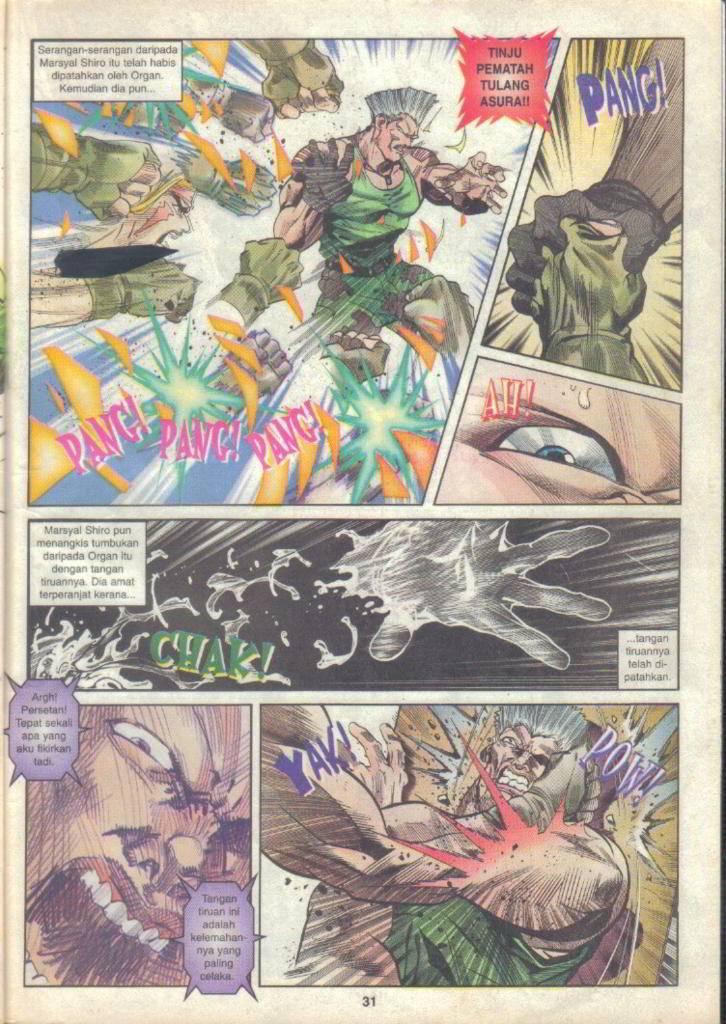 Serangan-serangan daripada
Marsyal Shiro itu telah habis
dipatahkan oleh Organ.
Kemudian dia pun...
TINJU
PEMATAH
TULANG
ASURA!!
PANG!
PANG! PANG! PANG!
AH!
Marsyal Shiro pun
menangkis tumbukan
daripada Organ itu
dengan tangan
tiruannya. Dia amat
terperanjat kerana...
CHAK!
...tangan
tiruannya
telah di-
patahkan.
Argh!
Persetan!
Tepat sekali
apa yang
aku fikirkan
tadi.
Tangan
tiruan ini
adalah
kelemahan-
nya yang
paling
celaka.
YAK!
POW!
31